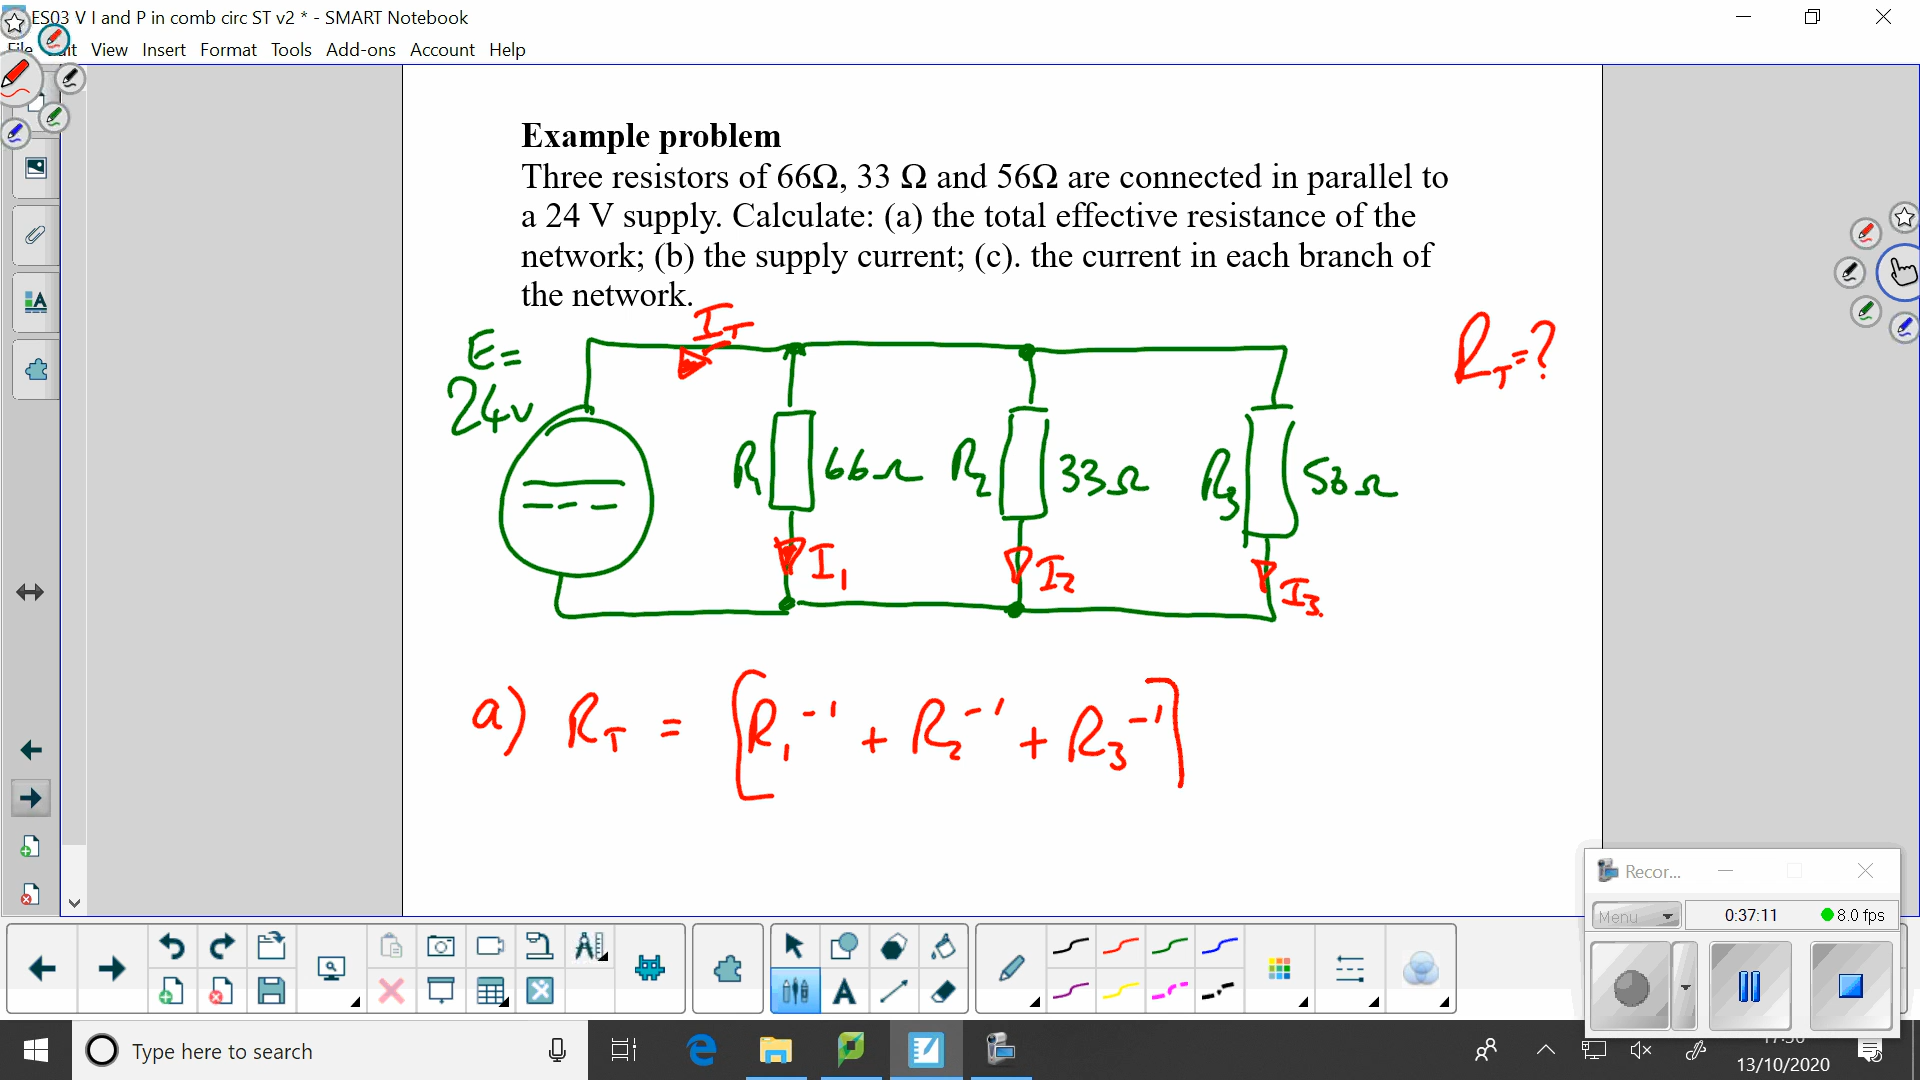 ES03 V I and P in comb circ ST v2 * - SMART Notebook
View Insert Format Tools Add-ons Account Help
Example problem
Three resistors of 66Ω, 33 Ω and 56Ω are connected in parallel to
a 24 V supply. Calculate: (a) the total effective resistance of the
network; (b) the supply current; (c). the current in each branch of
the network.
I_T
E=
24v
R_T=?
R₁ 66Ω R₂ 33Ω R₃ 56Ω
I₁ I₂ I₃.
a) R_T = [R₁⁻¹ + R₂⁻¹ + R₃⁻¹]
Recor...
Menu 0:37:11 8.0 fps
Type here to search
13/10/2020